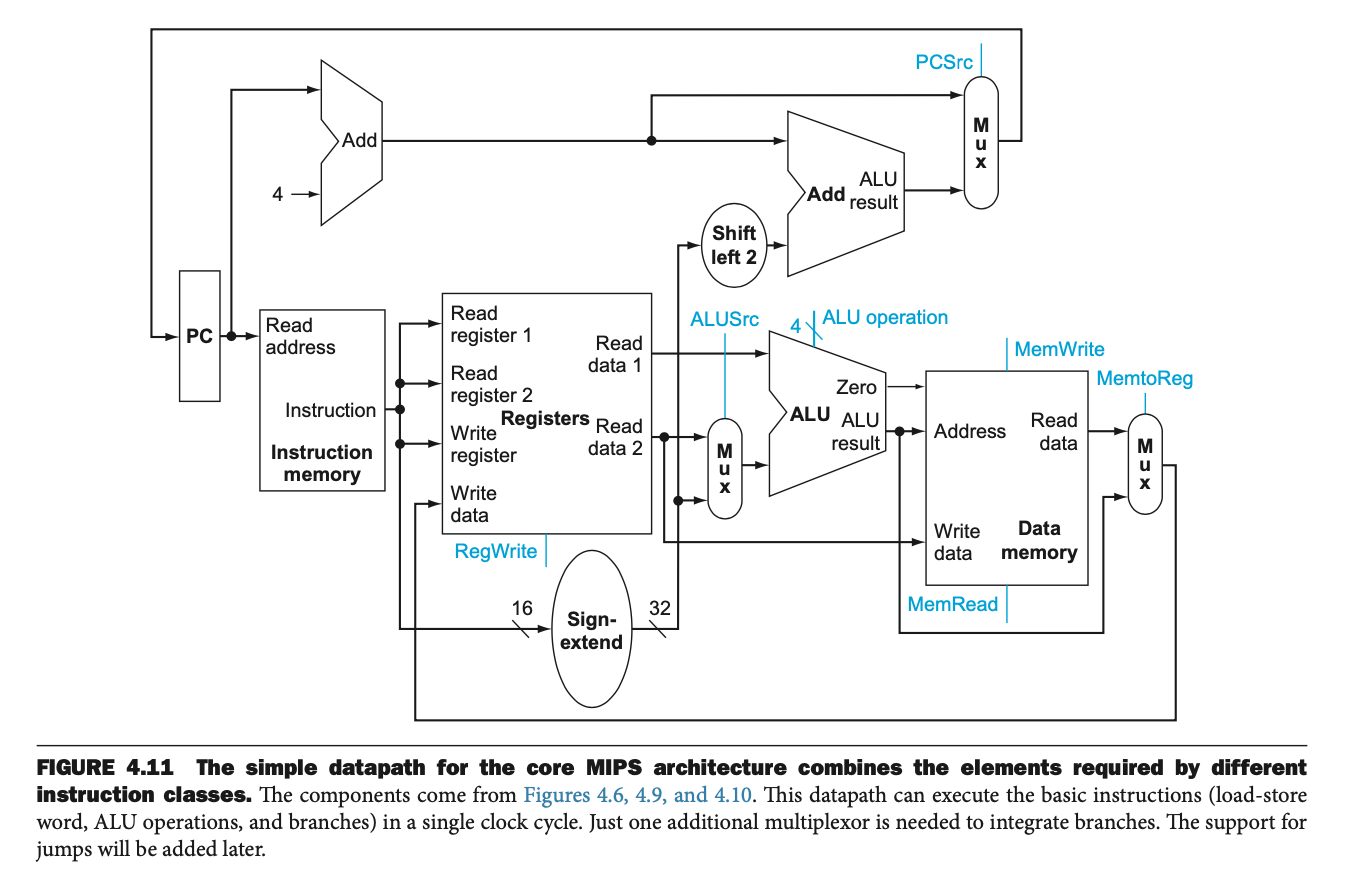 PCSrc
Add
4
M
u
x
Add
ALU
result
Shift
left 2
PC
Read
address
Instruction
Instruction
memory
Read
register 1
Read
register 2
Write
register
Write
data
Registers
Read
data 1
Read
data 2
RegWrite
16
Sign-
extend
32
ALUSrc
M
u
x
4
ALU operation
Zero
ALU
ALU
result
MemWrite
Address
Read
data
Write
data
Data
memory
MemRead
MemtoReg
M
u
x
FIGURE 4.11 The simple datapath for the core MIPS architecture combines the elements required by different
instruction classes. The components come from Figures 4.6, 4.9, and 4.10. This datapath can execute the basic instructions (load-store
word, ALU operations, and branches) in a single clock cycle. Just one additional multiplexor is needed to integrate branches. The support for
jumps will be added later.